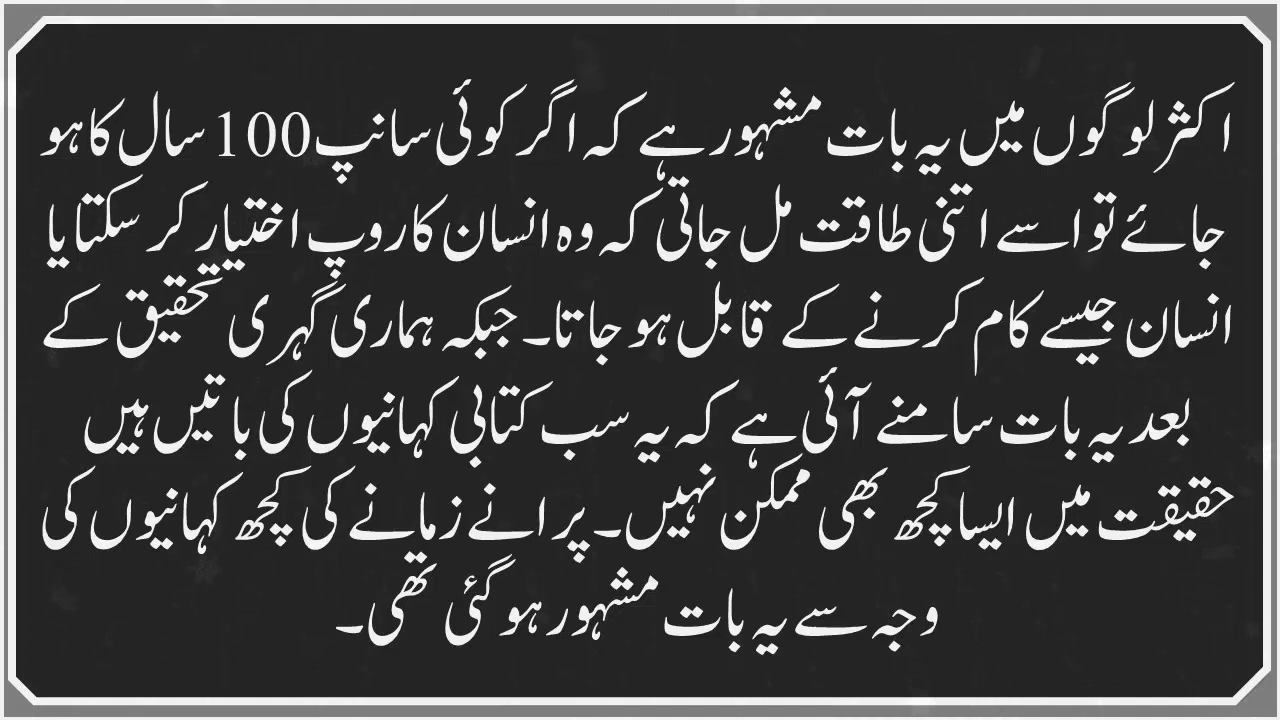 اکثر لوگوں میں یہ بات مشہور ہے کہ اگر کوئی سانپ 100 سال کا ہو
جائے تو اسے اتنی طاقت مل جاتی کہ وہ انسان کا روپ اختیار کر سکتا یا
انسان جیسے کام کرنے کے قابل ہو جاتا۔ جبکہ ہماری گہری تحقیق کے
بعد یہ بات سامنے آئی ہے کہ یہ سب کتابی کہانیوں کی باتیں ہیں
حقیقت میں ایسا کچھ بھی ممکن نہیں۔ پرانے زمانے کی کچھ کہانیوں کی
وجہ سے یہ بات مشہور ہو گئی تھی۔